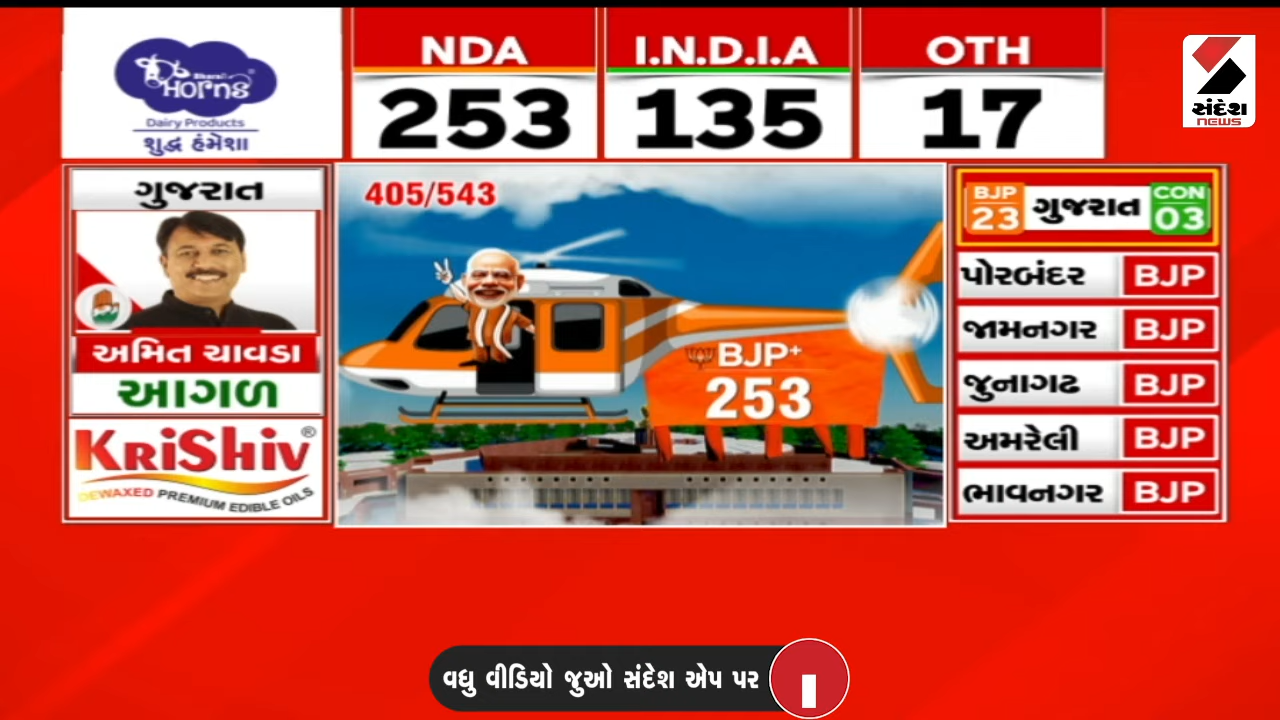 NDA
253
I.N.D.I.A
135
OTH
17
સંદેશ
NEWS
Horns
Dairy Products
શુદ્ધ હંમેશા
ગુજરાત
અમિત ચાવડા
આગળ
KRiSHiV®
DEWAXED PREMIUM EDIBLE OILS
405/543
BJP+
253
BJP
23
ગુજરાત
CON
03
પોરબંદર BJP
જામનગર BJP
જુનાગઢ BJP
અમરેલી BJP
ભાવનગર BJP
વધુ વીડિયો જુઓ સંદેશ એપ પર